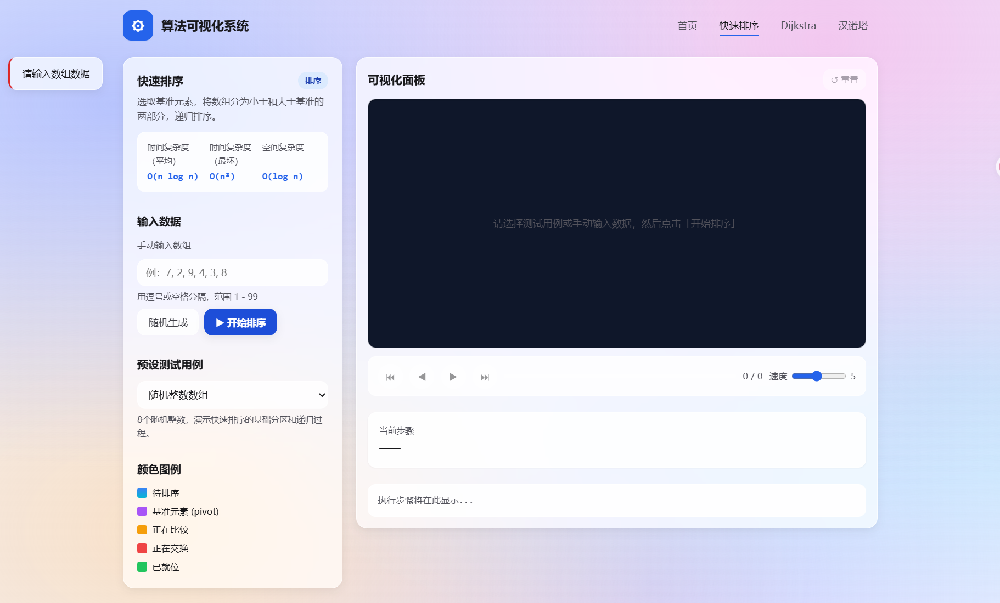 算法可视化系统
首页
快速排序
Dijkstra
汉诺塔
请输入数组数据
快速排序
排序
选取基准元素，将数组分为小于和大于基准的
两部分，递归排序。
时间复杂度
（平均）
O(n log n)
时间复杂度
（最坏）
O(n²)
空间复杂度
O(log n)
输入数据
手动输入数组
例：7, 2, 9, 4, 3, 8
用逗号或空格分隔，范围 1 - 99
随机生成
▶ 开始排序
预设测试用例
随机整数数组
8个随机整数，演示快速排序的基础分区和递归过
程。
颜色图例
待排序
基准元素 (pivot)
正在比较
正在交换
已就位
可视化面板
↺ 重置
请选择测试用例或手动输入数据，然后点击「开始排序」
0 / 0
速度
5
当前步骤
——
执行步骤将在此显示...